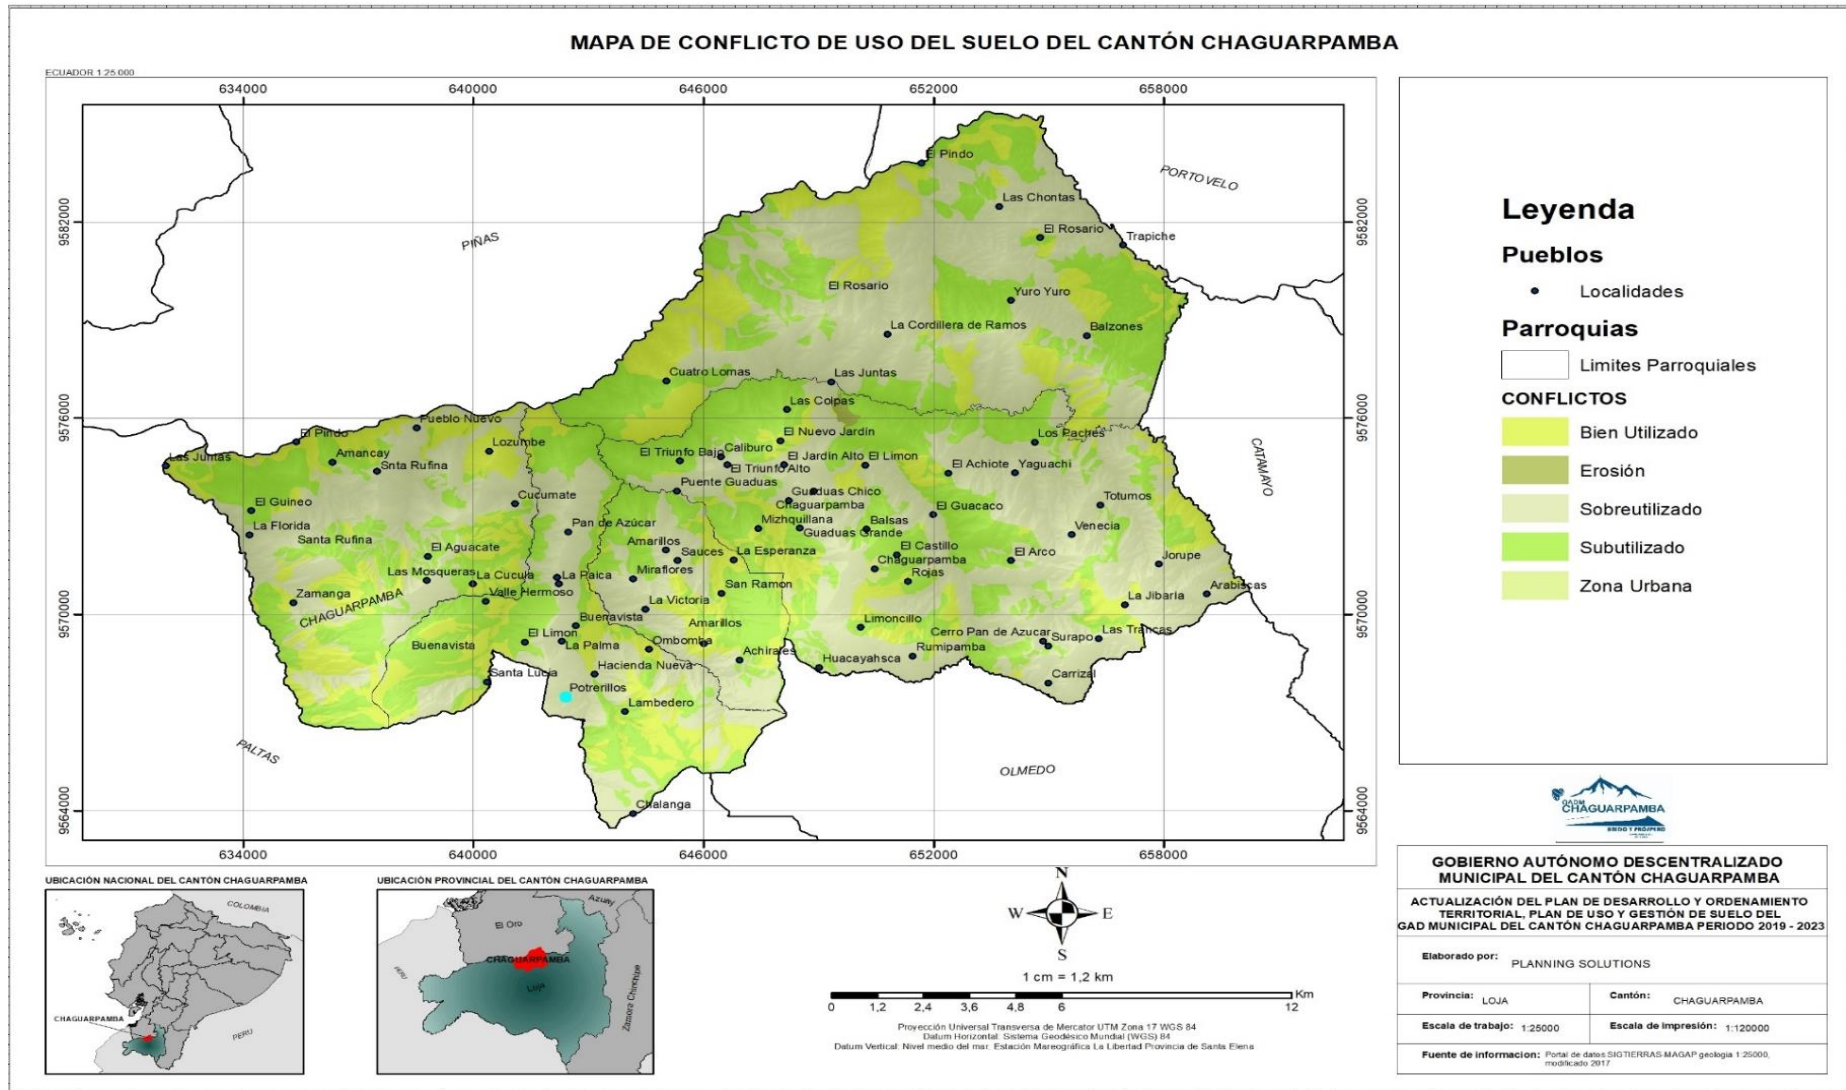 MAPA DE CONFLICTO DE USO DEL SUELO DEL CANTÓN CHAGUARPAMBA
ECUADOR 1:25.000
634000 640000 646000 652000 658000
9582000
9576000
9570000
9564000
9582000
9576000
9570000
9564000
El Pindo
PORTOVELO
Las Chontas
El Rosario
Trapiche
PIÑAS
El Rosario
Yuro Yuro
La Cordillera de Ramos
Balzones
Cuatro Lomas
Las Juntas
Las Colpas
Pueblo Nuevo
El Pindo
Lozumbe
El Nuevo Jardín
Los Paches
Las Juntas
Amancay
Snta Rufina
El Triunfo Bajo
Caliburo
El Triunfo Alto
El Jardin Alto
El Limon
El Achiote
Yaguachi
CATAMAYO
Puente Guaduas
El Guineo
Cucumate
Guaduas Chico
Chaguarpamba
El Guacaco
Totumos
La Florida
Santa Rufina
Pan de Azúcar
Mizhquillana
Balsas
Guaduas Grande
Venecia
Amarillos
Sauces
La Esperanza
El Castillo
El Arco
Jorupe
El Aguacate
Chaguarpamba
Las Mosqueras
La Cucula
La Palca
Miraflores
San Ramon
Rojas
Arabiscas
Valle Hermoso
Zamanga
CHAGUARPAMBA
La Victoria
La Jibaria
Buenavista
Amarillos
Limoncillo
Buenavista
El Limon
La Palma
Ombomba
Cerro Pan de Azucar
Surapo
Las Trancas
Achirales
Huacayahsca
Rumipamba
Hacienda Nueva
Santa Lucia
Potrerillos
Carrizal
Lambedero
PALTAS
OLMEDO
Chalanga
634000 640000 646000 652000 658000
Leyenda
Pueblos
Localidades
Parroquias
Limites Parroquiales
CONFLICTOS
Bien Utilizado
Erosión
Sobreutilizado
Subutilizado
Zona Urbana
GADM
CHAGUARPAMBA
UBICACIÓN NACIONAL DEL CANTÓN CHAGUARPAMBA
COLOMBIA
CHAGUARPAMBA
PERU
UBICACIÓN PROVINCIAL DEL CANTÓN CHAGUARPAMBA
Azuay
El Oro
PERU
CHAGUARPAMBA
Loja
Zamora Chinchipe
N
W E
S
1 cm = 1,2 km
Km
0 1,2 2,4 3,6 4,8 6 12
Proyección Universal Transversa de Mercator UTM Zona 17 WGS 84
Datum Horizontal: Sistema Geodésico Mundial (WGS) 84
Datum Vertical: Nivel medio del mar. Estación Mareográfica La Libertad Provincia de Santa Elena
GOBIERNO AUTÓNOMO DESCENTRALIZADO
MUNICIPAL DEL CANTÓN CHAGUARPAMBA
ACTUALIZACIÓN DEL PLAN DE DESARROLLO Y ORDENAMIENTO
TERRITORIAL, PLAN DE USO Y GESTIÓN DE SUELO DEL
GAD MUNICIPAL DEL CANTÓN CHAGUARPAMBA PERIODO 2019 - 2023
Elaborado por: PLANNING SOLUTIONS
Provincia: LOJA
Cantón: CHAGUARPAMBA
Escala de trabajo: 1:25000
Escala de impresión: 1:120000
Fuente de informacion: Portal de datos SIGTIERRAS-MAGAP geologia 1:25000,
modificado 2017